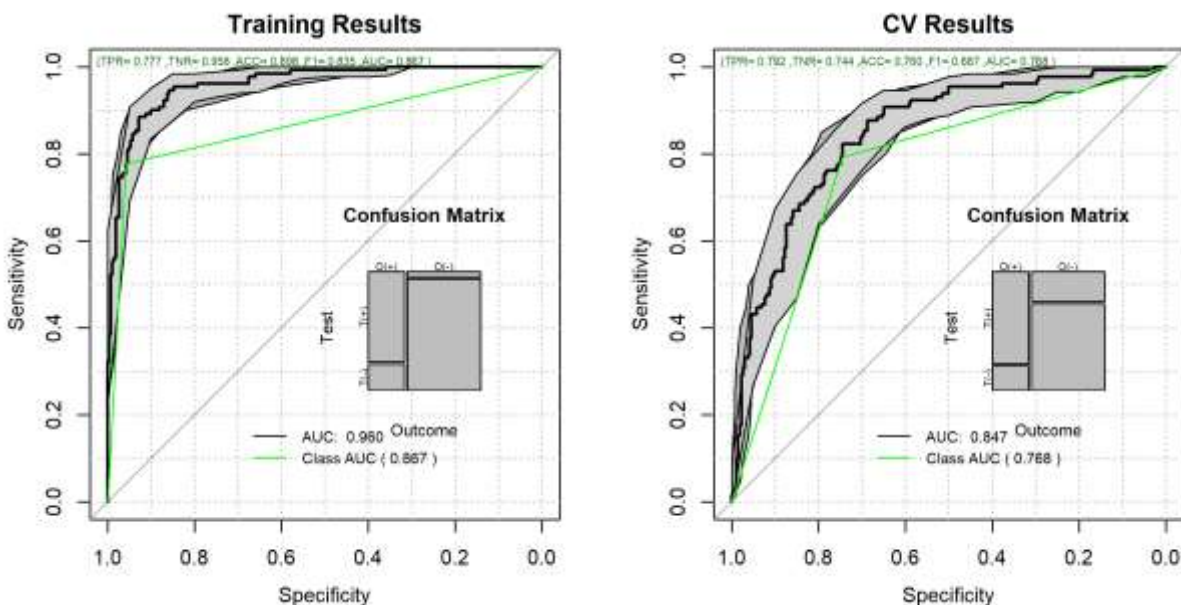 Training Results
(TPR= 0.777 ,TNR= 0.958 ,ACC= 0.898 ,F1= 0.835 ,AUC= 0.867 )
1.0
0.8
0.6
0.4
0.2
0.0
Sensitivity
Confusion Matrix
O(+) O(-)
T(+)
T(-)
Test
Outcome
AUC: 0.960
Class AUC ( 0.867 )
1.0 0.8 0.6 0.4 0.2 0.0
Specificity
CV Results
(TPR= 0.792 ,TNR= 0.744 ,ACC= 0.760 ,F1= 0.687 ,AUC= 0.768 )
1.0
0.8
0.6
0.4
0.2
0.0
Sensitivity
Confusion Matrix
O(+) O(-)
T(+)
T(-)
Test
Outcome
AUC: 0.847
Class AUC ( 0.768 )
1.0 0.8 0.6 0.4 0.2 0.0
Specificity